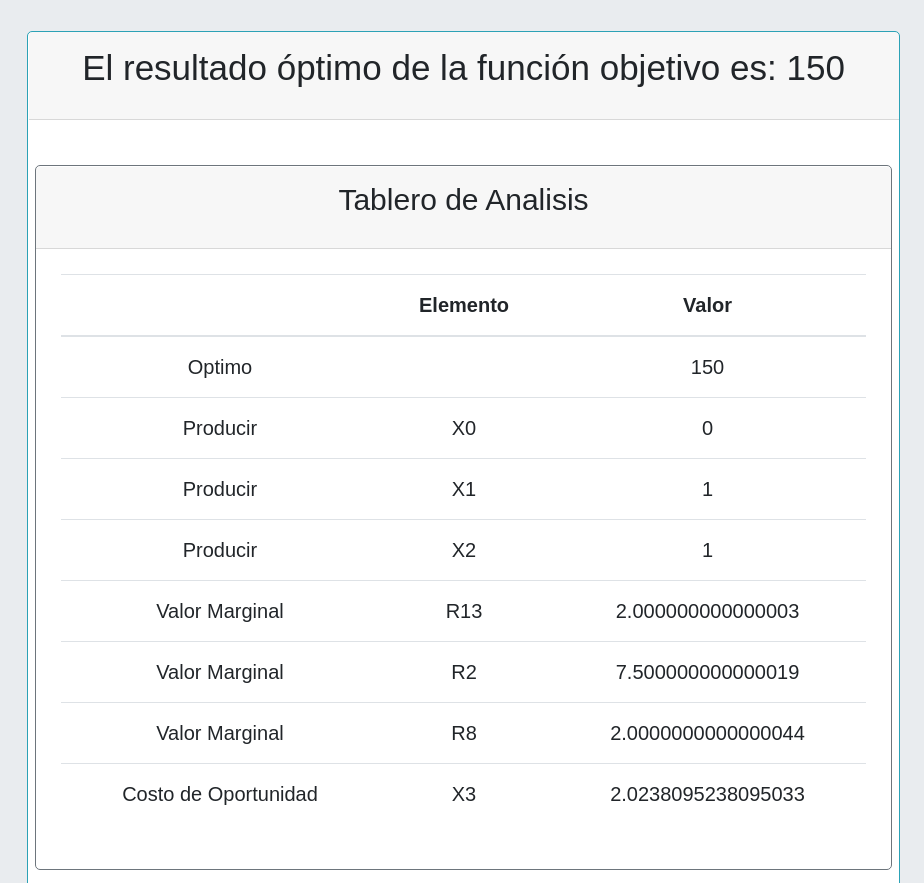 El resultado óptimo de la función objetivo es: 150
Tablero de Analisis
Elemento Valor
Optimo 150
Producir X0 0
Producir X1 1
Producir X2 1
Valor Marginal R13 2.000000000000003
Valor Marginal R2 7.500000000000019
Valor Marginal R8 2.0000000000000044
Costo de Oportunidad X3 2.0238095238095033